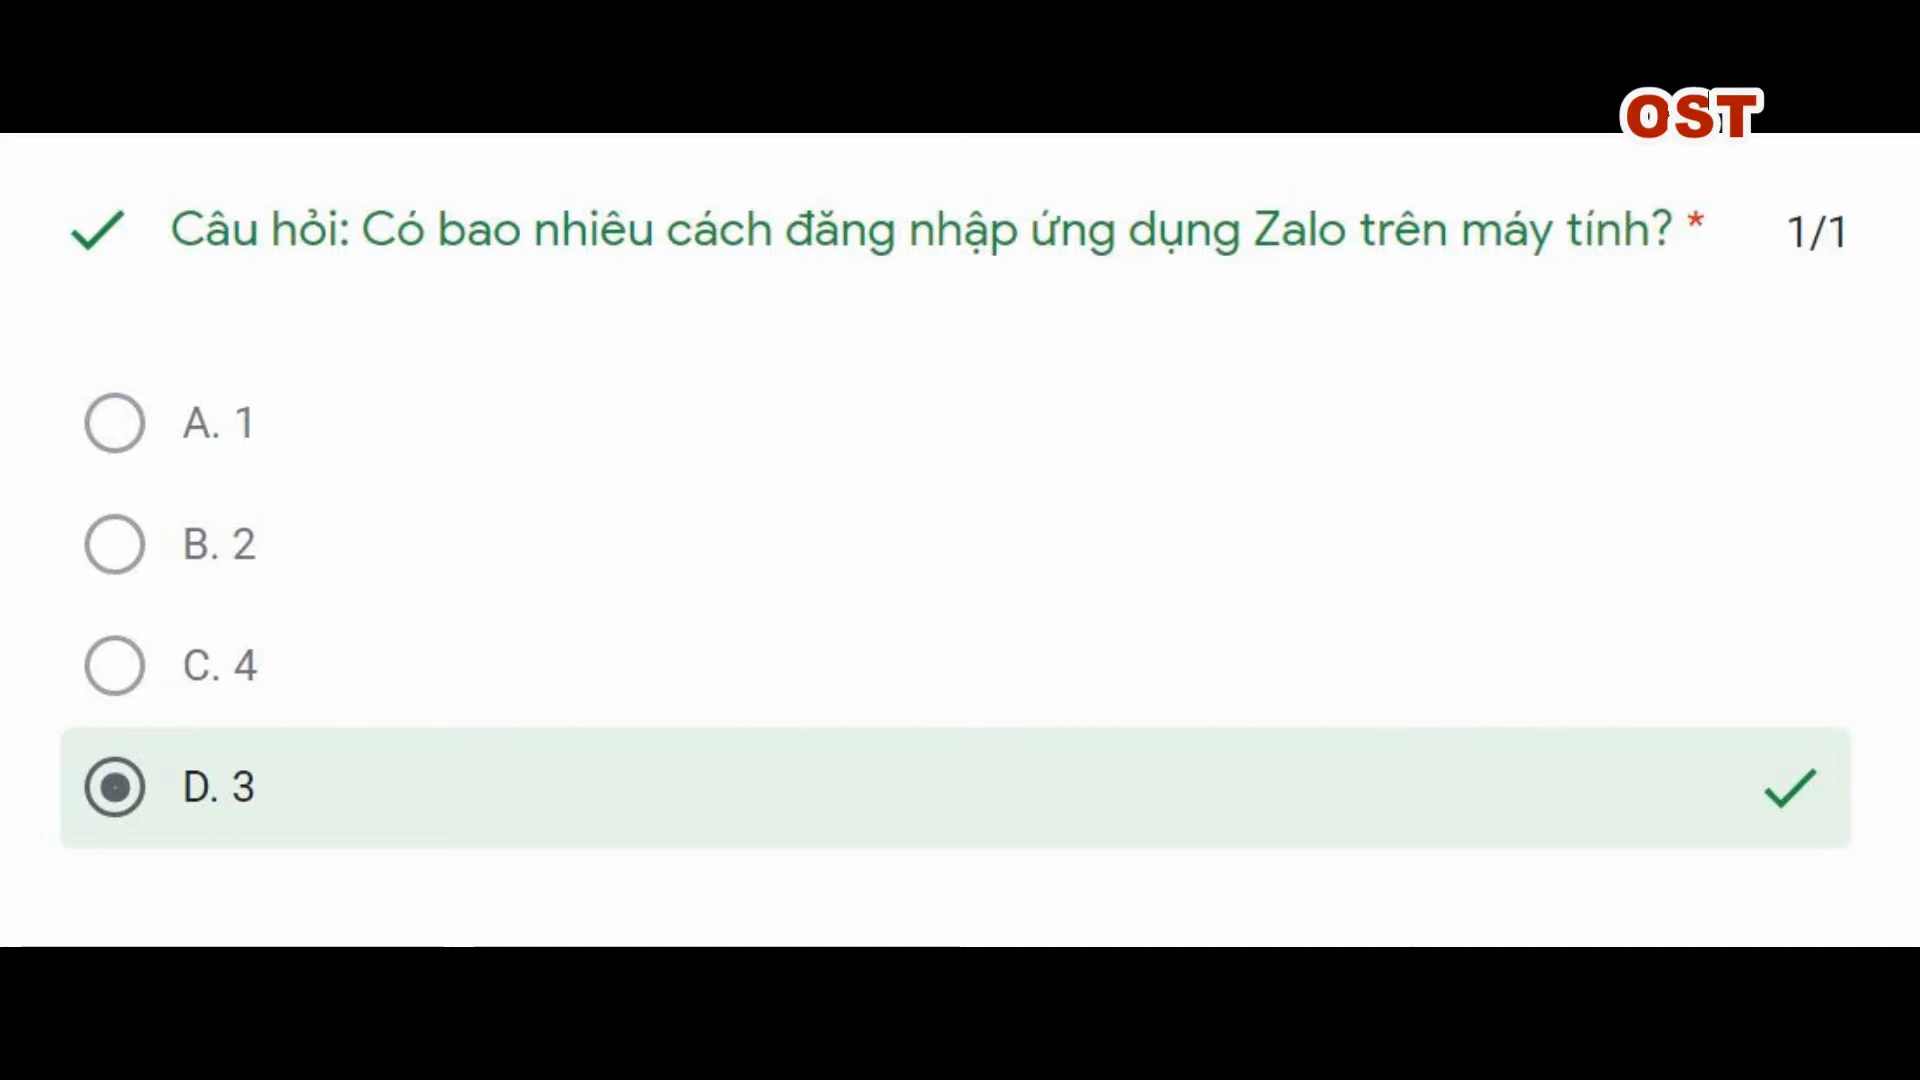 OST
Câu hỏi: Có bao nhiêu cách đăng nhập ứng dụng Zalo trên máy tính? * 1/1
A. 1
B. 2
C. 4
D. 3